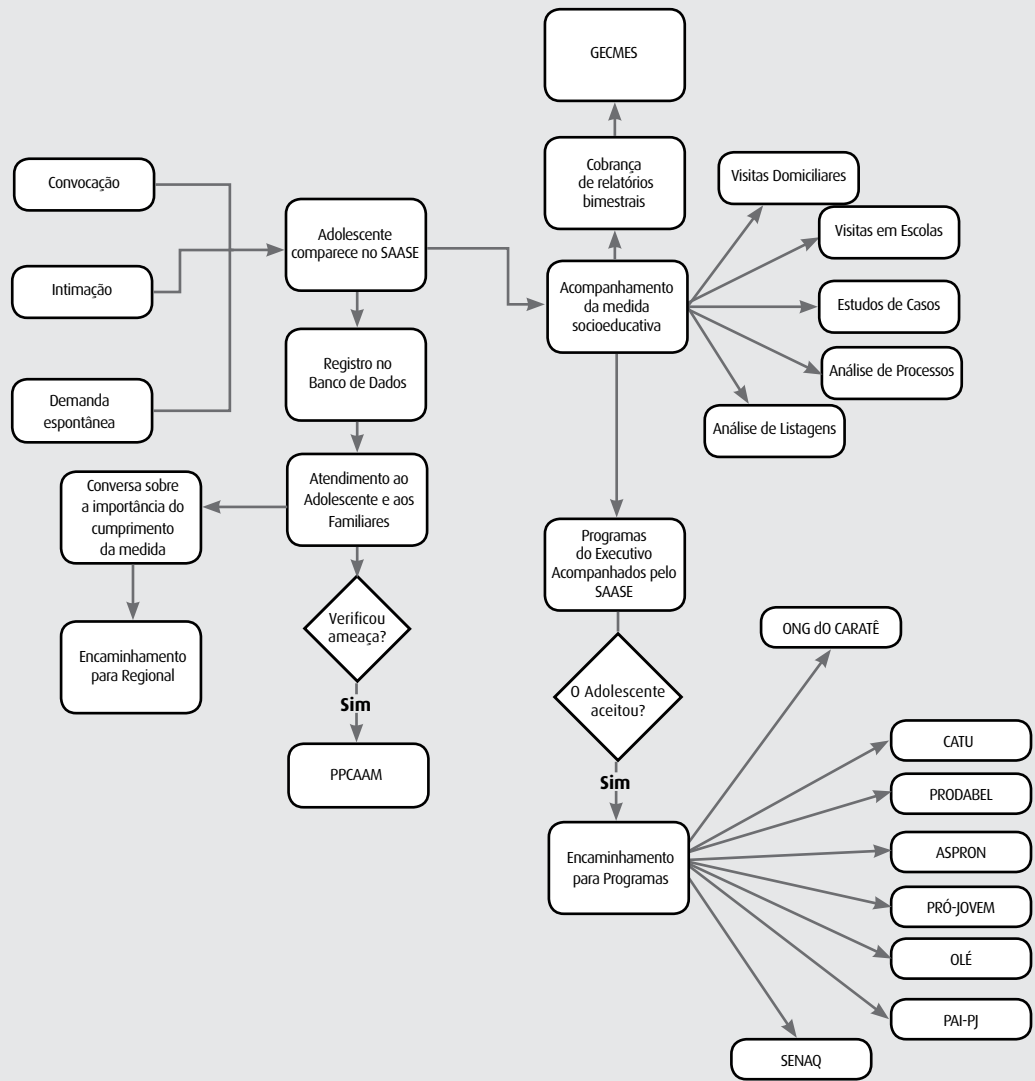 GECMES
Cobrança
de relatórios
bimestrais
Convocação
Visitas Domiciliares
Adolescente
comparece no SAASE
Visitas em Escolas
Intimação
Acompanhamento
da medida
socioeducativa
Estudos de Casos
Registro no
Banco de Dados
Análise de Processos
Demanda
espontânea
Análise de Listagens
Conversa sobre
a importância do
cumprimento
da medida
Atendimento ao
Adolescente e aos
Familiares
Programas
do Executivo
Acompanhados pelo
SAASE
Verificou
ameaça?
ONG dO CARATÊ
Encaminhamento
para Regional
O Adolescente
aceitou?
Sim
CATU
PPCAAM
Sim
PRODABEL
Encaminhamento
para Programas
ASPRON
PRÓ-JOVEM
OLÉ
PAI-PJ
SENAQ